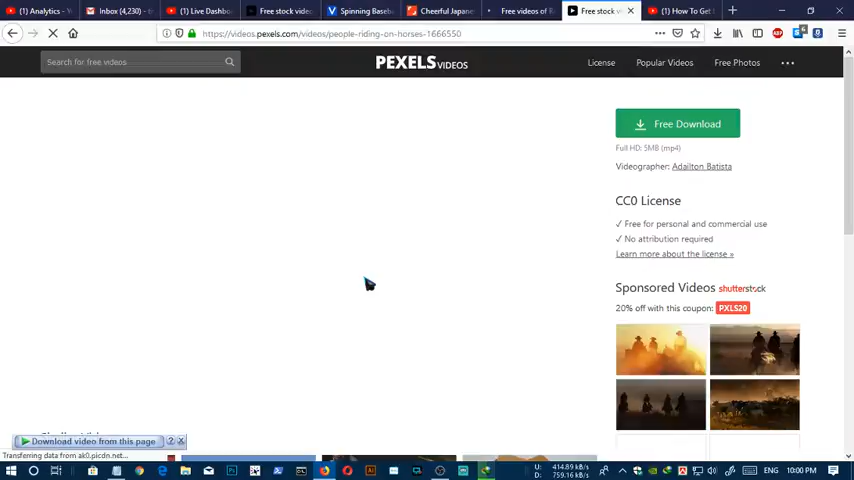 (1) Analytics - Y
Inbox (4,230) - t
(1) Live Dashbo
Free stock video
Spinning Baseb
Cheerful Japane
Free videos of R
Free stock v
(1) How To Get
https://videos.pexels.com/videos/people-riding-on-horses-1666550
Search for free videos
PEXELS VIDEOS
License
Popular Videos
Free Photos
Free Download
Full HD: 5MB (mp4)
Videographer: Adailton Batista
CC0 License
✓ Free for personal and commercial use
✓ No attribution required
Learn more about the license »
Sponsored Videos shutterstock
20% off with this coupon: PXLS20
Download video from this page
Transferring data from ak0.picdn.net...
U: 414.89 kB/s
D: 759.16 kB/s
ENG
10:00 PM